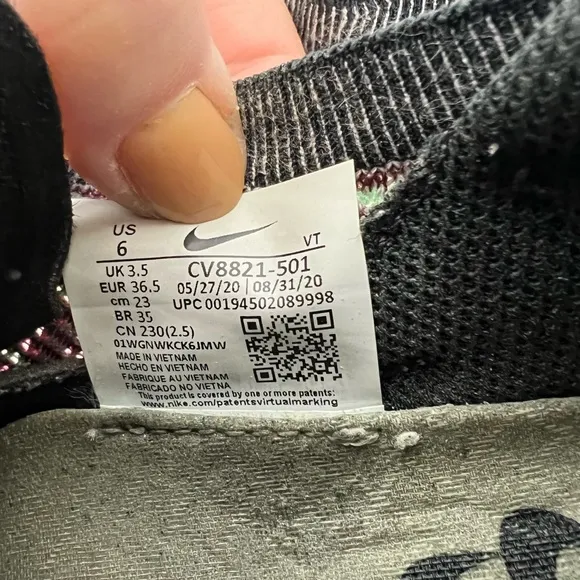 US
6
VT
UK 3.5
CV8821-501
EUR 36.5
05/27/20 08/31/20
cm 23
UPC 00194502089998
BR 35
CN 230(2.5)
01WGNWKCK6JMW
MADE IN VIETNAM
HECHO EN VIETNAM
FABRIQUE AU VIETNAM
FABRICADO NO VIETNA
This product is covered by one or more patents.
www.nike.com/patentsvirtualmarking